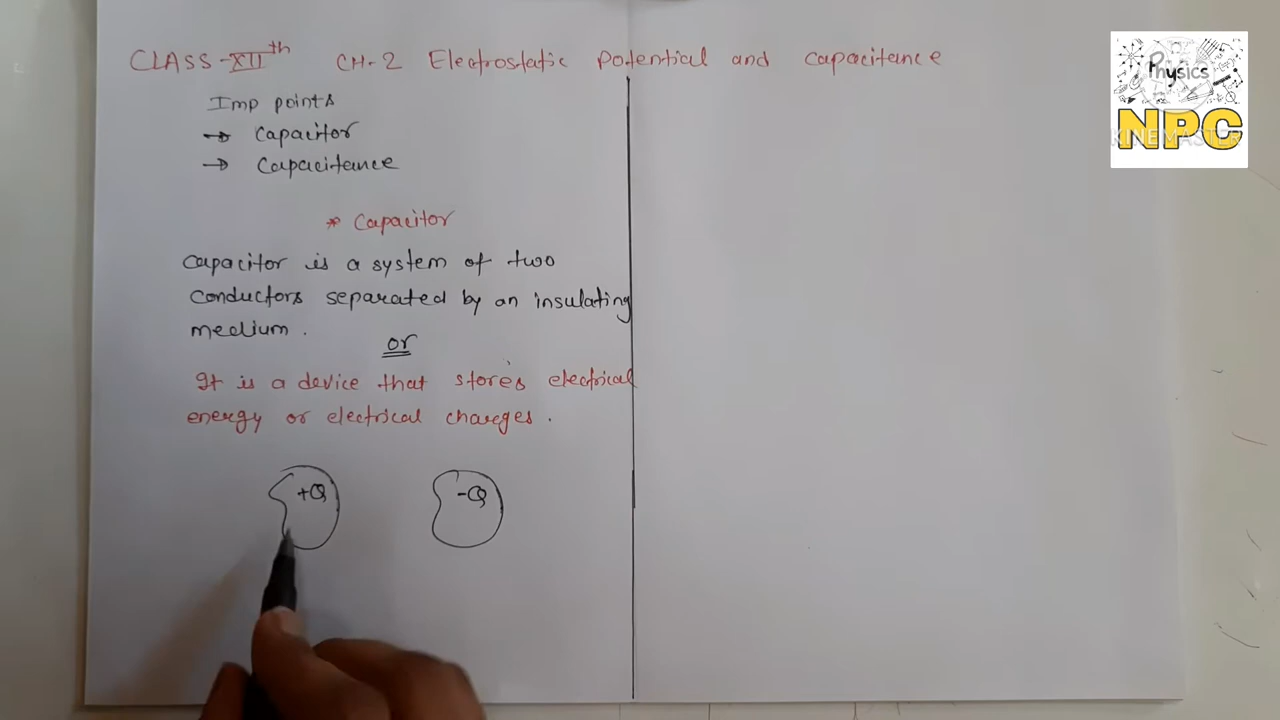 CLASS-XIIth CH-2 Electrostatic Potential and Capacitance
Imp points
→ Capacitor
→ Capacitance
* Capacitor
Capacitor is a system of two
conductors separated by an insulating
medium.
or
It is a device that stores electrical
energy or electrical charges.
+Q -Q
Physics
NPC
KINEMASTER